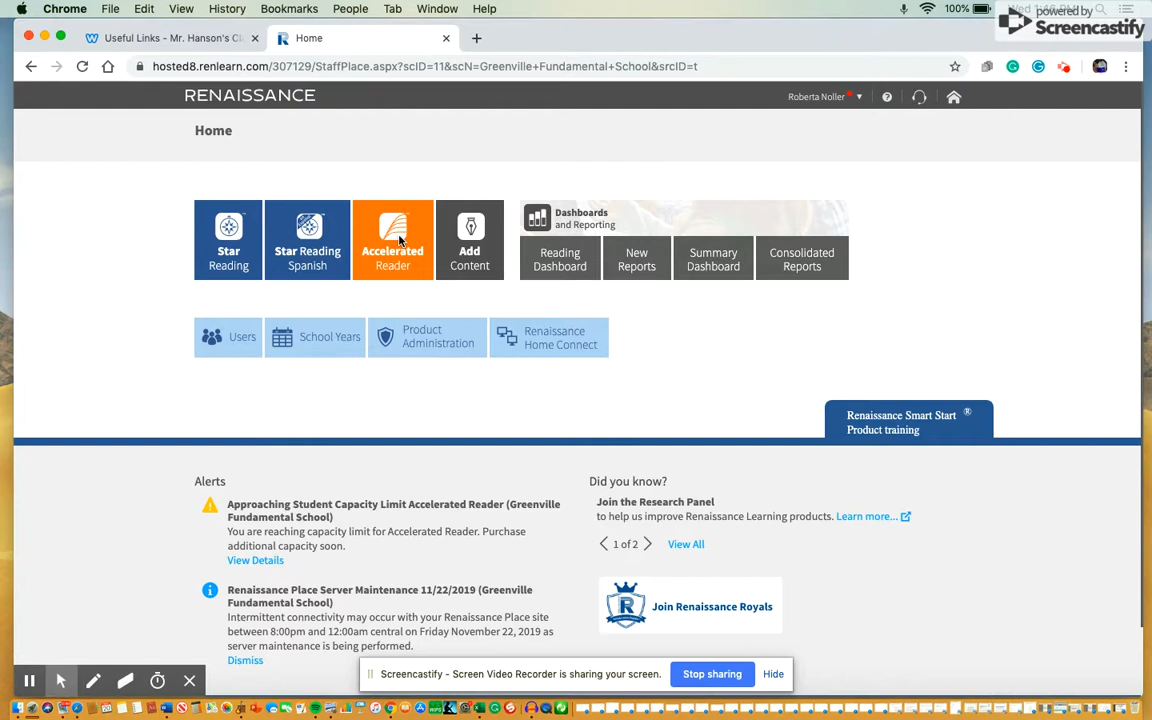 Chrome File Edit View History Bookmarks People Tab Window Help 100% Wed 1:46 PM
powered by
Screencastify
Useful Links - Mr. Hanson's Cl
Home
hosted8.renlearn.com/307129/StaffPlace.aspx?scID=11&scN=Greenville+Fundamental+School&srcID=t
RENAISSANCE
Roberta Noller
Home
Star
Reading
Star Reading
Spanish
Accelerated
Reader
Add
Content
Dashboards
and Reporting
Reading
Dashboard
New
Reports
Summary
Dashboard
Consolidated
Reports
Users
School Years
Product
Administration
Renaissance
Home Connect
Renaissance Smart Start ®
Product training
Alerts
Approaching Student Capacity Limit Accelerated Reader (Greenville
Fundamental School)
You are reaching capacity limit for Accelerated Reader. Purchase
additional capacity soon.
View Details
Renaissance Place Server Maintenance 11/22/2019 (Greenville
Fundamental School)
Intermittent connectivity may occur with your Renaissance Place site
between 8:00pm and 12:00am central on Friday November 22, 2019 as
server maintenance is being performed.
Dismiss
Did you know?
Join the Research Panel
to help us improve Renaissance Learning products. Learn more...
1 of 2 View All
R Join Renaissance Royals
Screencastify - Screen Video Recorder is sharing your screen. Stop sharing Hide